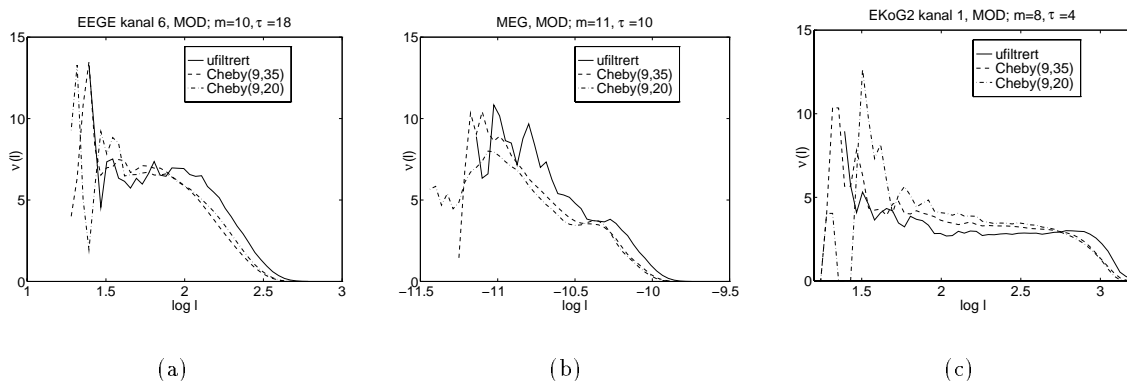 EEGE kanal 6, MOD; m=10, τ =18
15
10
5
0
ν (l)
1
1.5
2
2.5
3
log l
ufiltrert
Cheby(9,35)
Cheby(9,20)
(a)
MEG, MOD; m=11, τ =10
15
10
5
0
ν (l)
−11.5
−11
−10.5
−10
−9.5
log l
ufiltrert
Cheby(9,35)
Cheby(9,20)
(b)
EKoG2 kanal 1, MOD; m=8, τ =4
15
10
5
0
ν (l)
1.5
2
2.5
3
log l
ufiltrert
Cheby(9,35)
Cheby(9,20)
(c)